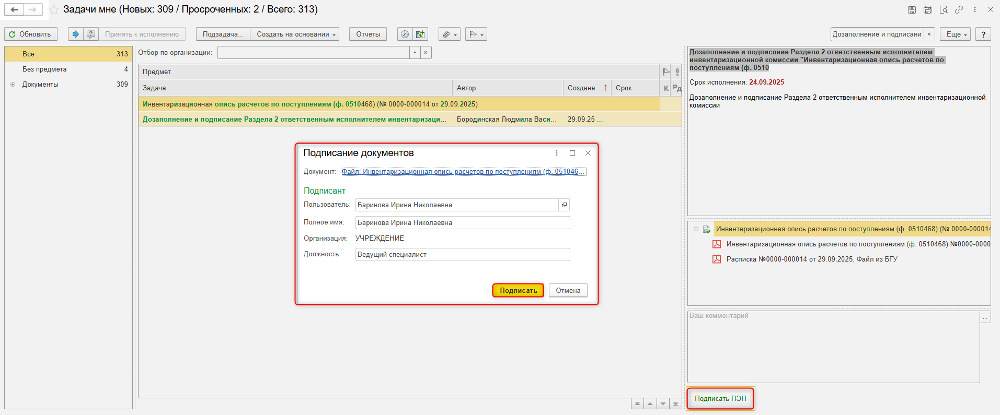 Задачи мне (Новых: 309 / Просроченных: 2 / Всего: 313)
Обновить
Принять к исполнению
Подзадача...
Создать на основании
Отчеты
Дозаполнение и подписани
×
Еще
?
Все 313
Без предмета 4
Документы 309
Отбор по организации:
Предмет
Задача Автор Создана ↑ Срок К Рд
Инвентаризационная опись расчетов по поступлениям (ф. 0510468) (№ 0000-000014 от 29.09.2025)
Дозаполнение и подписание Раздела 2 ответственным исполнителем инвентаризаци... Бородинская Людмила Васи... 29.09.25 ...
Подписание документов
Документ: Файл: Инвентаризационная опись расчетов по поступлениям (ф. 051046...
Подписант
Пользователь: Баринова Ирина Николаевна
Полное имя: Баринова Ирина Николаевна
Организация: УЧРЕЖДЕНИЕ
Должность: Ведущий специалист
Подписать
Отмена
Дозаполнение и подписание Раздела 2 ответственным исполнителем
инвентаризационной комиссии "Инвентаризационная опись расчетов по
поступлениям (ф. 0510
Срок исполнения: 24.09.2025
Дозаполнение и подписание Раздела 2 ответственным исполнителем инвентаризационной
комиссии
Инвентаризационная опись расчетов по поступлениям (ф. 0510468) (№ 0000-000014
Инвентаризационная опись расчетов по поступлениям (ф. 0510468) №0000-0000
Расписка №0000-000014 от 29.09.2025, Файл из БГУ
Ваш комментарий
...
Подписать ПЭП